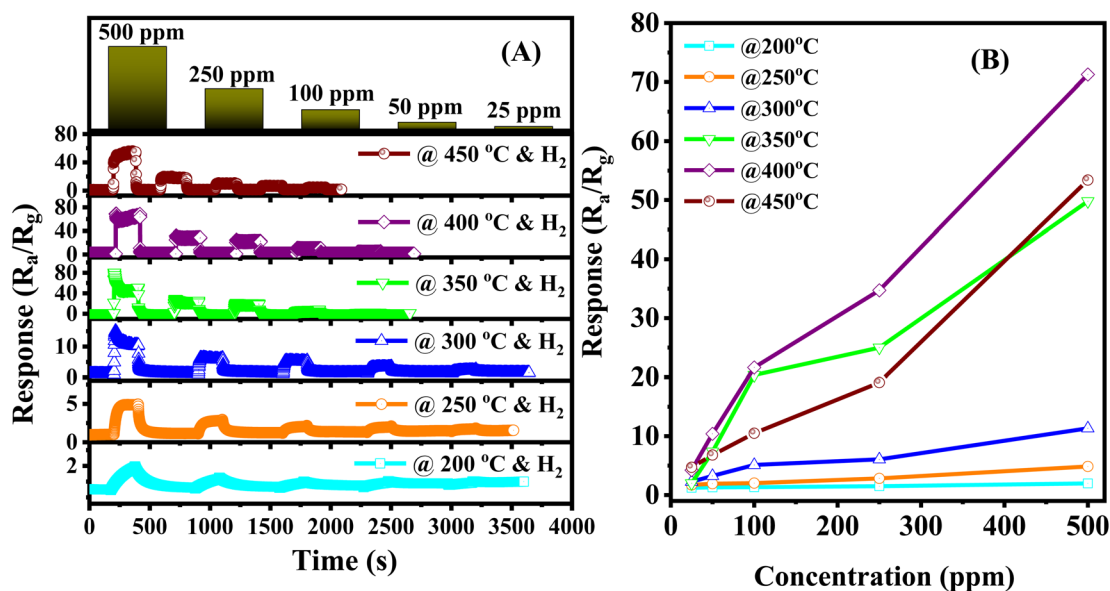 500 ppm
(A)
250 ppm
100 ppm
50 ppm
25 ppm
Response (Ra/Rg)
80
40
0
@ 450 °C & H2
80
40
0
@ 400 °C & H2
80
40
0
@ 350 °C & H2
10
0
@ 300 °C & H2
5
0
@ 250 °C & H2
2
@ 200 °C & H2
0 500 1000 1500 2000 2500 3000 3500 4000
Time (s)
(B)
@200°C
@250°C
@300°C
@350°C
@400°C
@450°C
Response (Ra/Rg)
80
70
60
50
40
30
20
10
0
0 100 200 300 400 500
Concentration (ppm)